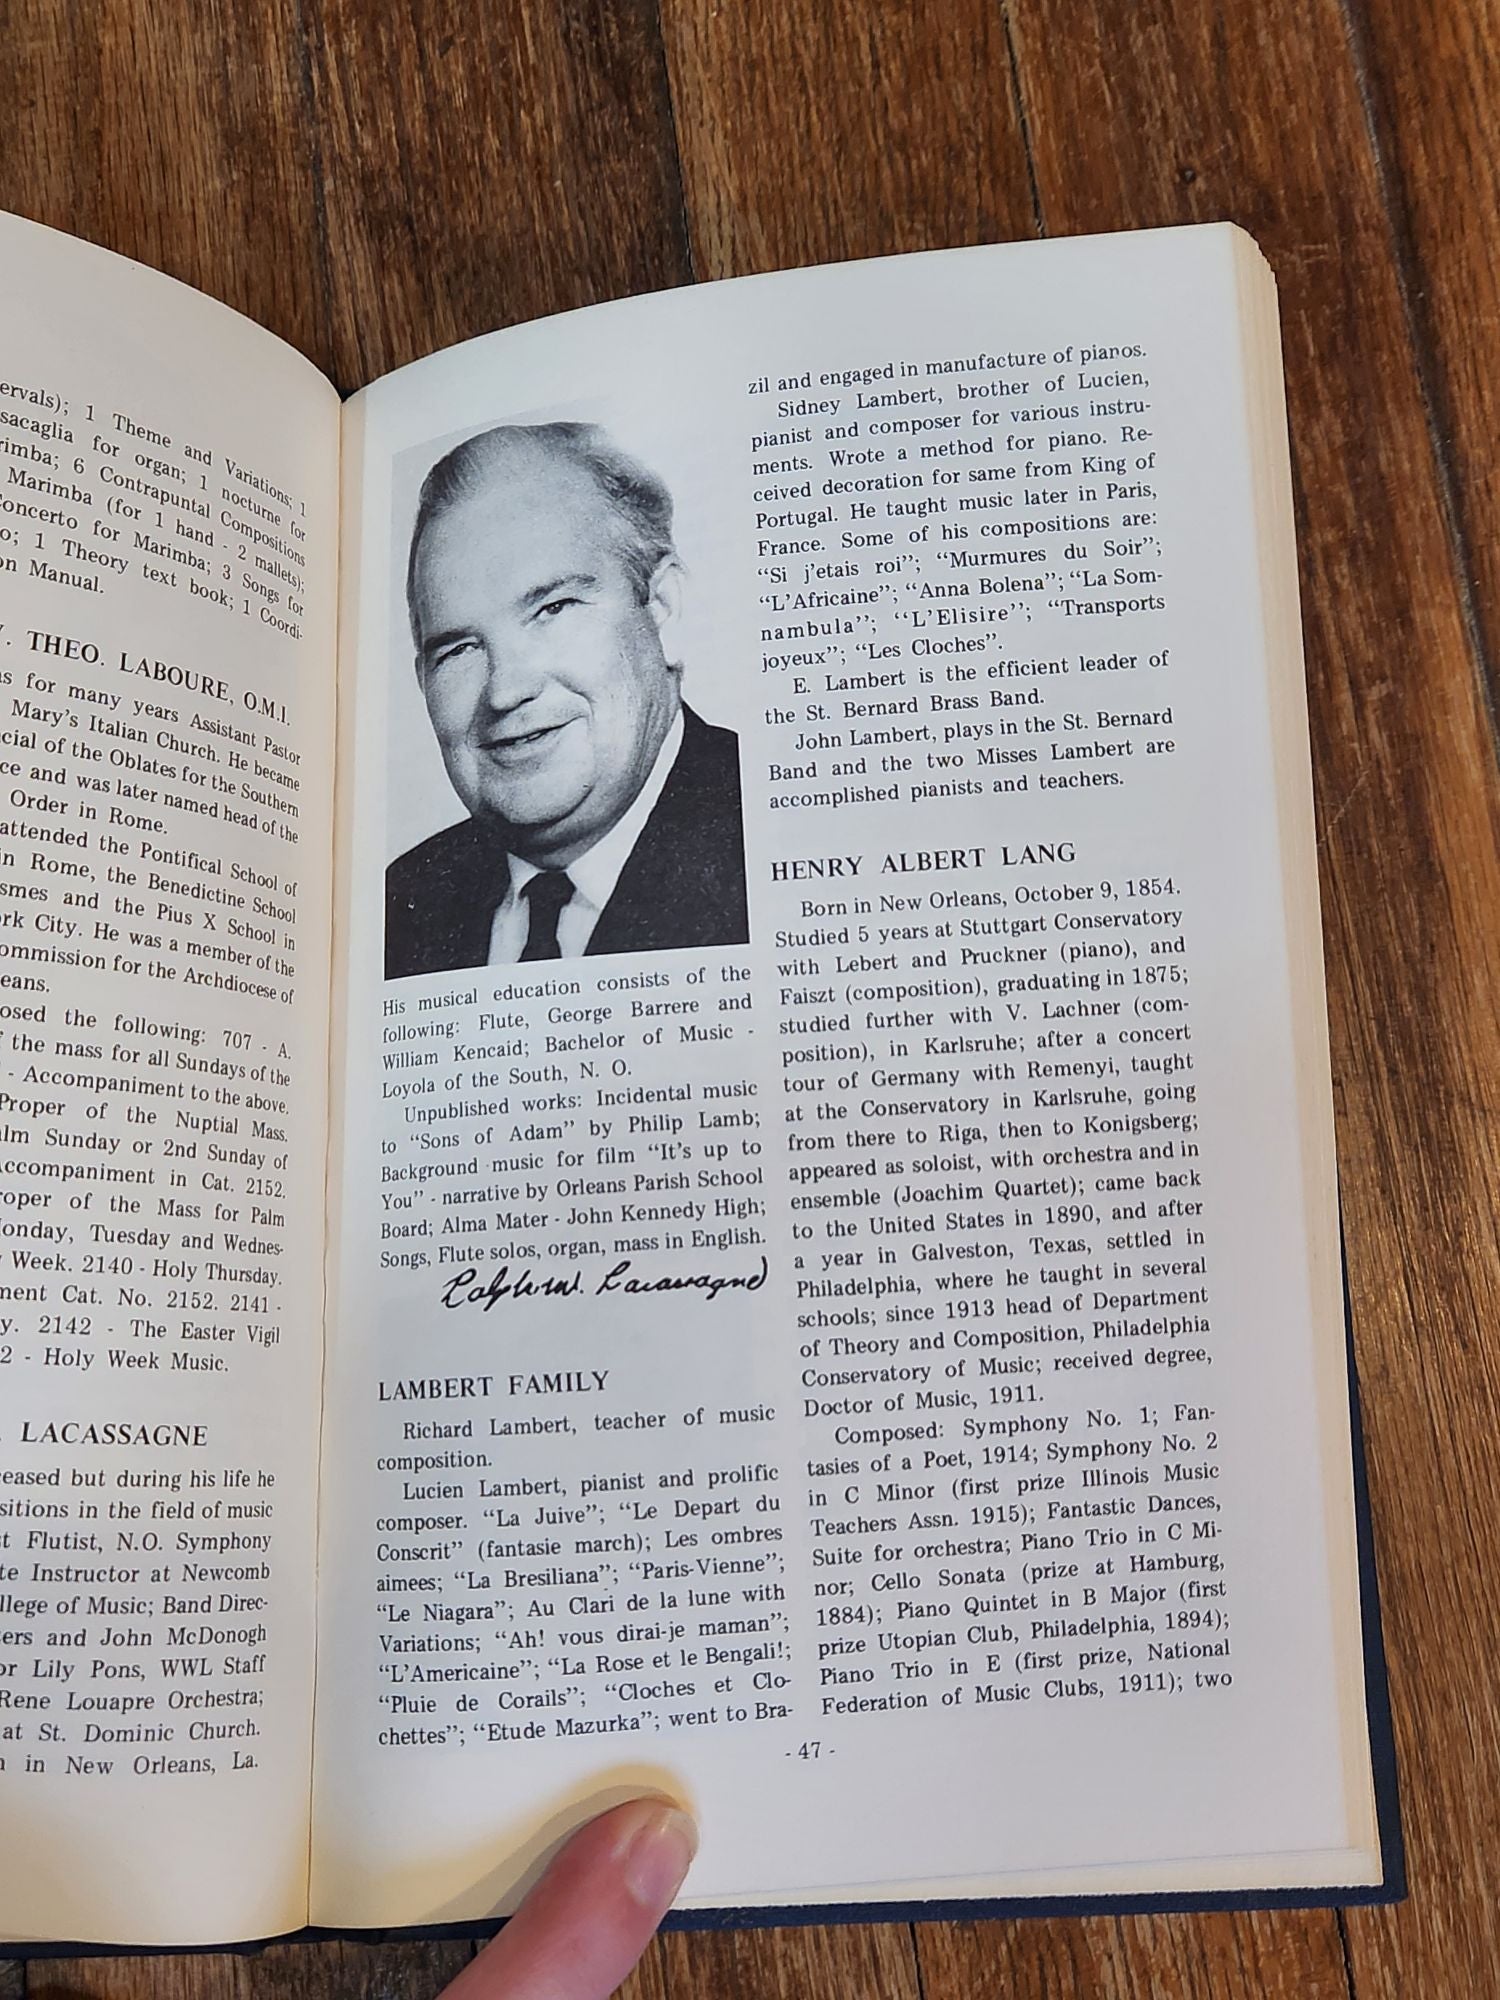 ervals); 1 Theme and Variations; 1
sacaglia for organ; 1 nocturne for
rimba; 6 Contrapuntal Compositions
Marimba (for 1 hand - 2 mallets);
Concerto for Marimba; 3 Songs for
o; 1 Theory text book; 1 Coordi-
on Manual.
. THEO. LABOURE, O.M.I.
as for many years Assistant Pastor
Mary's Italian Church. He became
ncial of the Oblates for the Southern
ce and was later named head of the
Order in Rome.
attended the Pontifical School of
in Rome, the Benedictine School
smes and the Pius X School in
ork City. He was a member of the
ommission for the Archdiocese of
eans.
osed the following: 707 - A.
f the mass for all Sundays of the
- Accompaniment to the above.
Proper of the Nuptial Mass.
alm Sunday or 2nd Sunday of
Accompaniment in Cat. 2152.
roper of the Mass for Palm
onday, Tuesday and Wednes-
y Week. 2140 - Holy Thursday.
ment Cat. No. 2152. 2141 -
y. 2142 - The Easter Vigil
2 - Holy Week Music.
. LACASSAGNE
eased but during his life he
sitions in the field of music
t Flutist, N.O. Symphony
te Instructor at Newcomb
llege of Music; Band Direc-
ers and John McDonogh
or Lily Pons, WWL Staff
Rene Louapre Orchestra;
at St. Dominic Church.
n in New Orleans, La.
His musical education consists of the
following: Flute, George Barrere and
William Kencaid; Bachelor of Music -
Loyola of the South, N. O.
Unpublished works: Incidental music
to "Sons of Adam" by Philip Lamb;
Background music for film "It's up to
You" - narrative by Orleans Parish School
Board; Alma Mater - John Kennedy High;
Songs, Flute solos, organ, mass in English.
Ralph W. Lacassagne
LAMBERT FAMILY
Richard Lambert, teacher of music
composition.
Lucien Lambert, pianist and prolific
composer. "La Juive"; "Le Depart du
Conscrit" (fantasie march); Les ombres
aimees; "La Bresiliana"; "Paris-Vienne";
"Le Niagara"; Au Clari de la lune with
Variations; "Ah! vous dirai-je maman";
"L'Americaine"; "La Rose et le Bengali!;
"Pluie de Corails"; "Cloches et Clo-
chettes"; "Etude Mazurka"; went to Bra-
zil and engaged in manufacture of pianos.
Sidney Lambert, brother of Lucien,
pianist and composer for various instru-
ments. Wrote a method for piano. Re-
ceived decoration for same from King of
Portugal. He taught music later in Paris,
France. Some of his compositions are:
"Si j'etais roi"; "Murmures du Soir";
"L'Africaine"; "Anna Bolena"; "La Som-
nambula"; "L'Elisire"; "Transports
joyeux"; "Les Cloches".
E. Lambert is the efficient leader of
the St. Bernard Brass Band.
John Lambert, plays in the St. Bernard
Band and the two Misses Lambert are
accomplished pianists and teachers.
HENRY ALBERT LANG
Born in New Orleans, October 9, 1854.
Studied 5 years at Stuttgart Conservatory
with Lebert and Pruckner (piano), and
Faiszt (composition), graduating in 1875;
studied further with V. Lachner (com-
position), in Karlsruhe; after a concert
tour of Germany with Remenyi, taught
at the Conservatory in Karlsruhe, going
from there to Riga, then to Konigsberg;
appeared as soloist, with orchestra and in
ensemble (Joachim Quartet); came back
to the United States in 1890, and after
a year in Galveston, Texas, settled in
Philadelphia, where he taught in several
schools; since 1913 head of Department
of Theory and Composition, Philadelphia
Conservatory of Music; received degree,
Doctor of Music, 1911.
Composed: Symphony No. 1; Fan-
tasies of a Poet, 1914; Symphony No. 2
in C Minor (first prize Illinois Music
Teachers Assn. 1915); Fantastic Dances,
Suite for orchestra; Piano Trio in C Mi-
nor; Cello Sonata (prize at Hamburg,
1884); Piano Quintet in B Major (first
prize Utopian Club, Philadelphia, 1894);
Piano Trio in E (first prize, National
Federation of Music Clubs, 1911); two
- 47 -